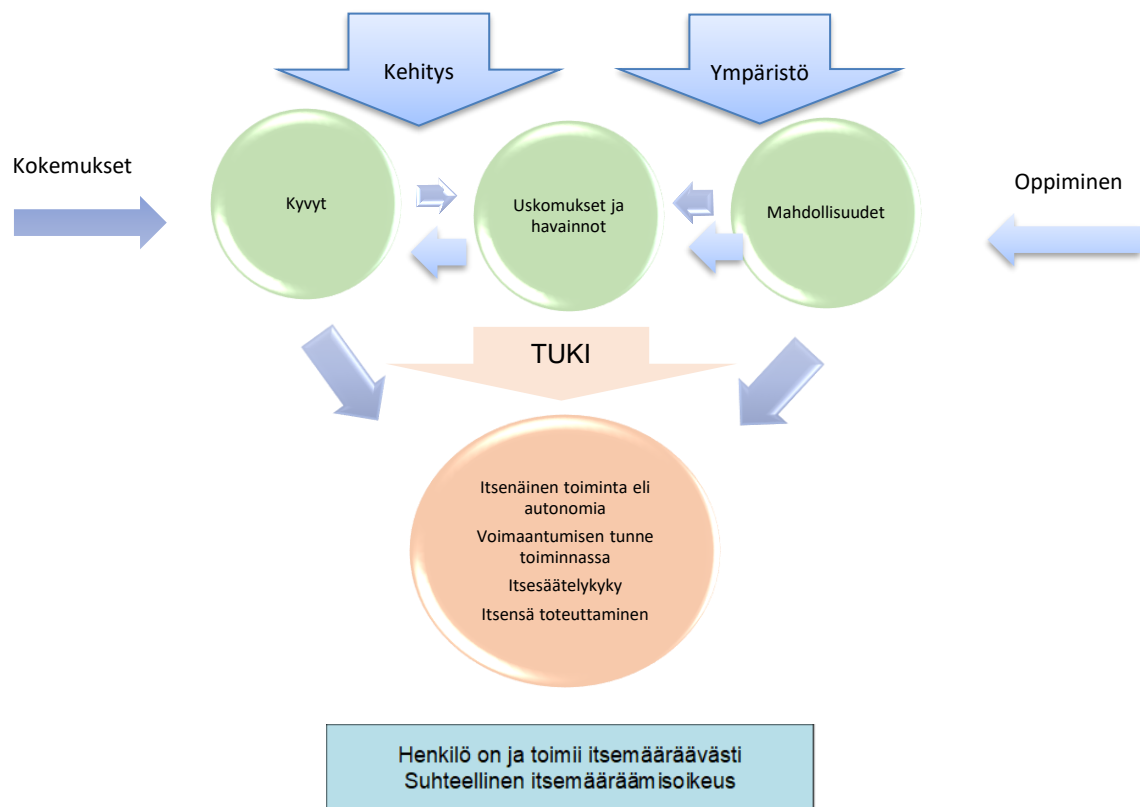 Kehitys
Ympäristö
Kokemukset
Oppiminen
Kyvyt
Uskomukset ja
havainnot
Mahdollisuudet
TUKI
Itsenäinen toiminta eli
autonomia
Voimaantumisen tunne
toiminnassa
Itsesäätelykyky
Itsensä toteuttaminen
Henkilö on ja toimii itsemääräävästi
Suhteellinen itsemääräämisoikeus